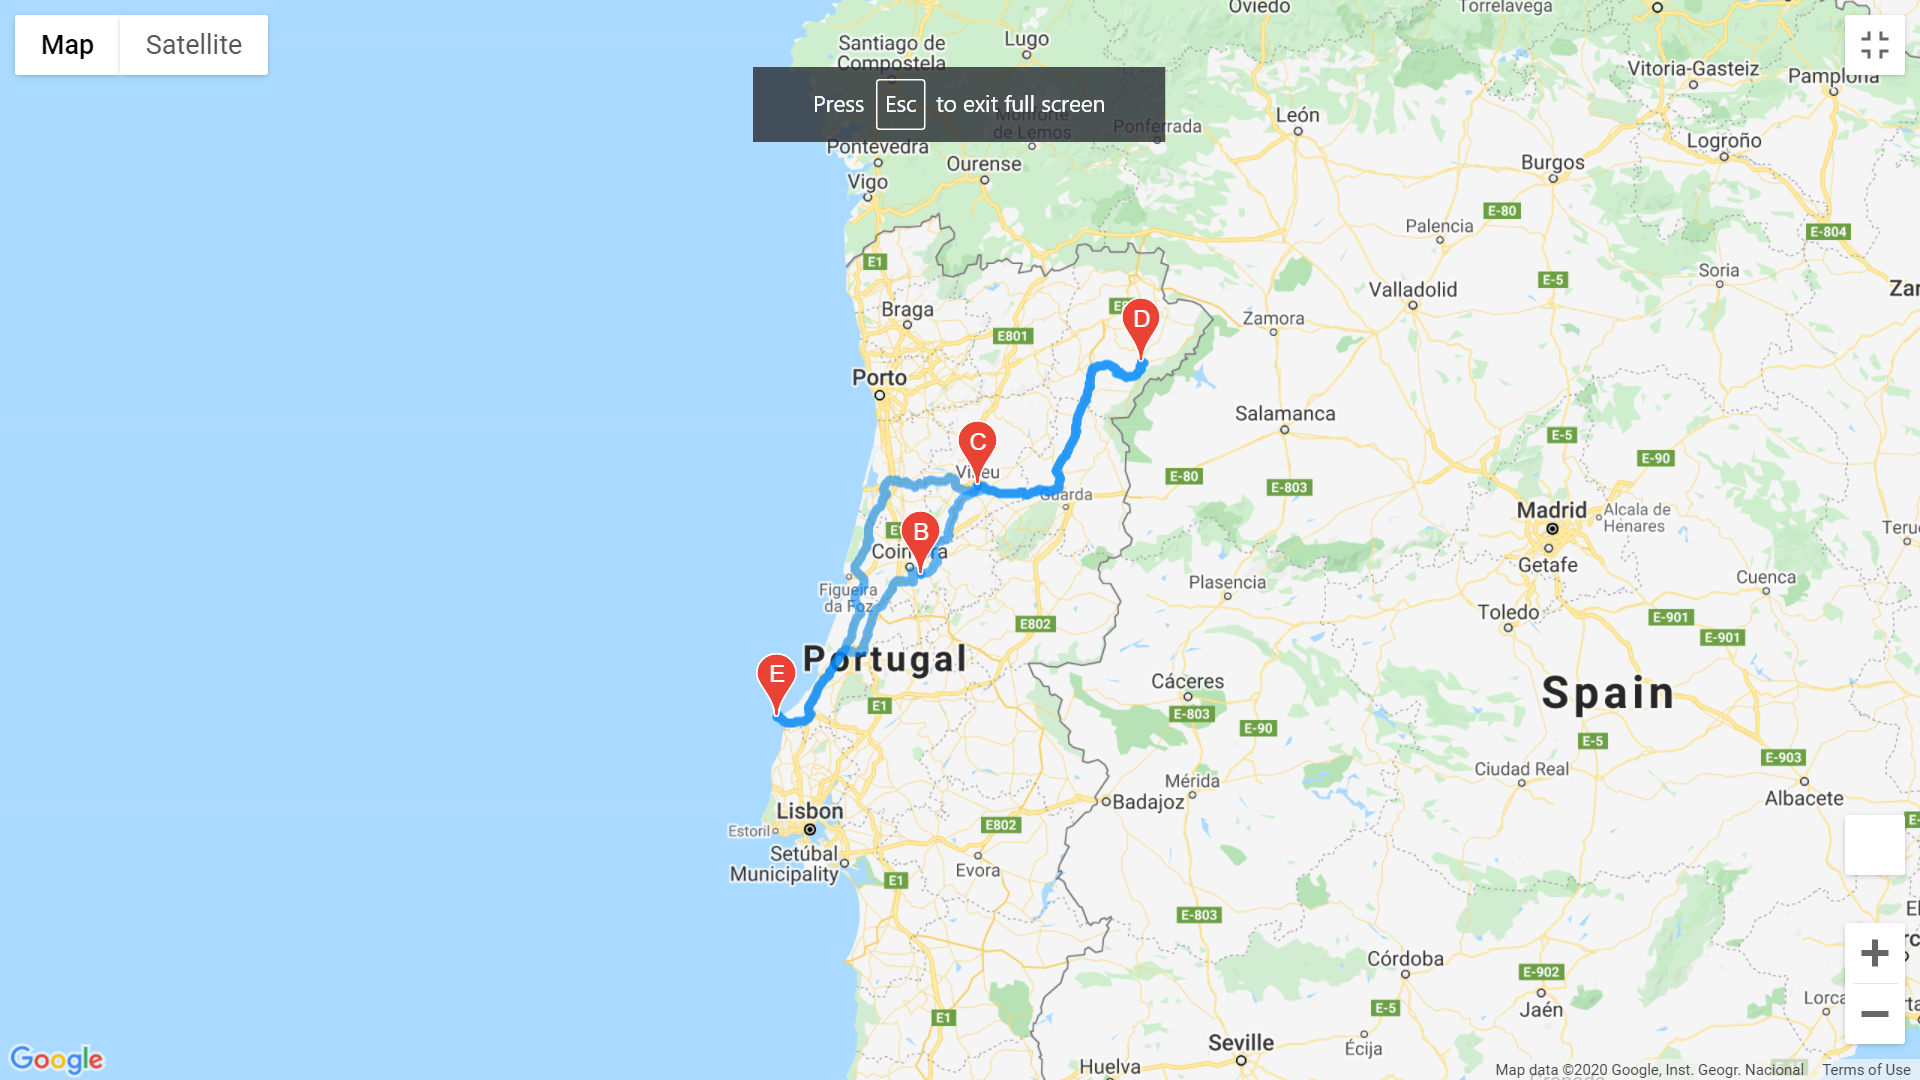 Map
Satellite
Oviedo
Torrelavega
Santiago de
Compostela
Lugo
Vitoria-Gasteiz
Pamplona
Press Esc to exit full screen
Monforte
de Lemos
Ponferrada
León
Logroño
Pontevedra
Ourense
Burgos
Vigo
E-80
Palencia
E-804
E1
Soria
E-5
Valladolid
Braga
Zamora
D
E801
Porto
Salamanca
C
E-5
Viseu
E-90
E-80
E-803
Guarda
Madrid
Alcala de
Henares
B
Coimbra
Getafe
Figueira
da Foz
Plasencia
Cuenca
Toledo
E802
E-901
E-901
Portugal
E
Cáceres
Spain
E1
E-803
E-90
E-5
E-903
Mérida
Ciudad Real
Badajoz
Albacete
Lisbon
Estoril
E802
Setúbal
Municipality
Evora
E1
E-803
Córdoba
E-902
Lorca
Jaén
E-5
E1
Seville
Écija
Huelva
Google
Map data ©2020 Google, Inst. Geogr. Nacional
Terms of Use